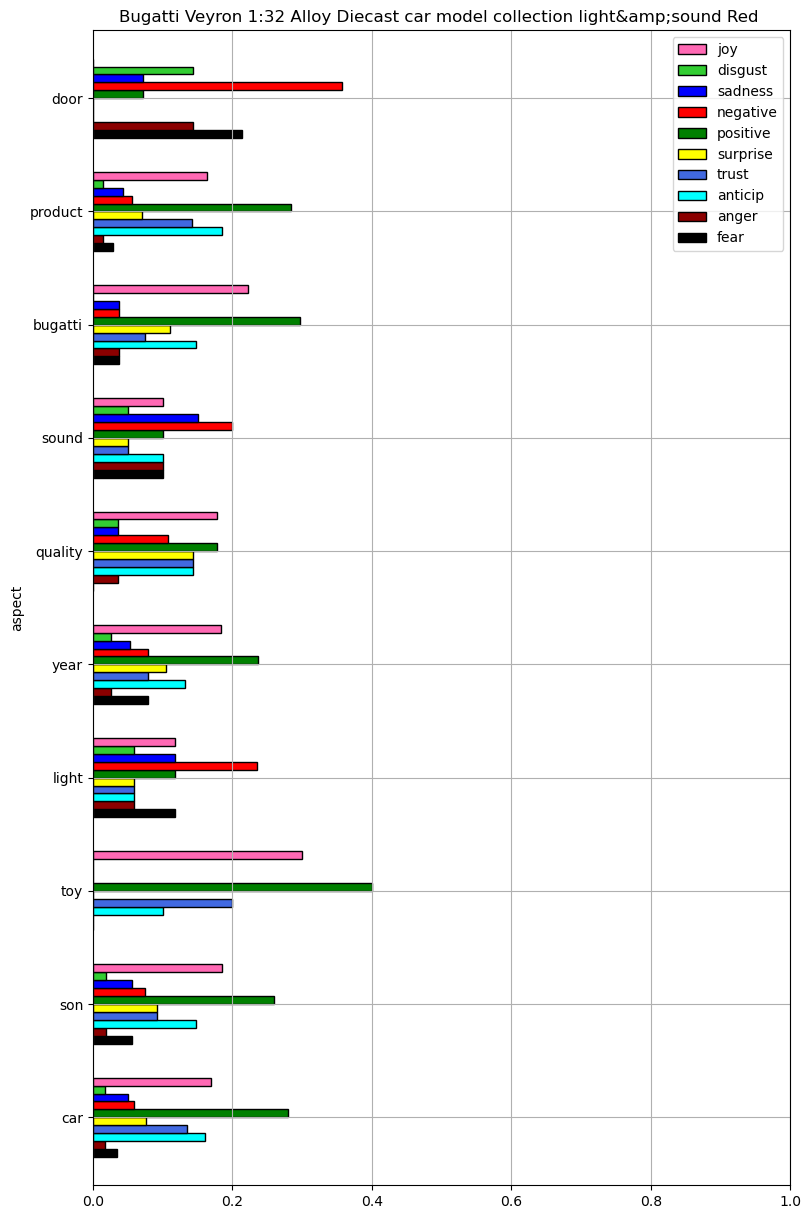 Bugatti Veyron 1:32 Alloy Diecast car model collection light&amp;sound Red
joy
disgust
sadness
negative
positive
surprise
trust
anticip
anger
fear
door
product
bugatti
sound
quality
year
light
toy
son
car
aspect
0.0 0.2 0.4 0.6 0.8 1.0